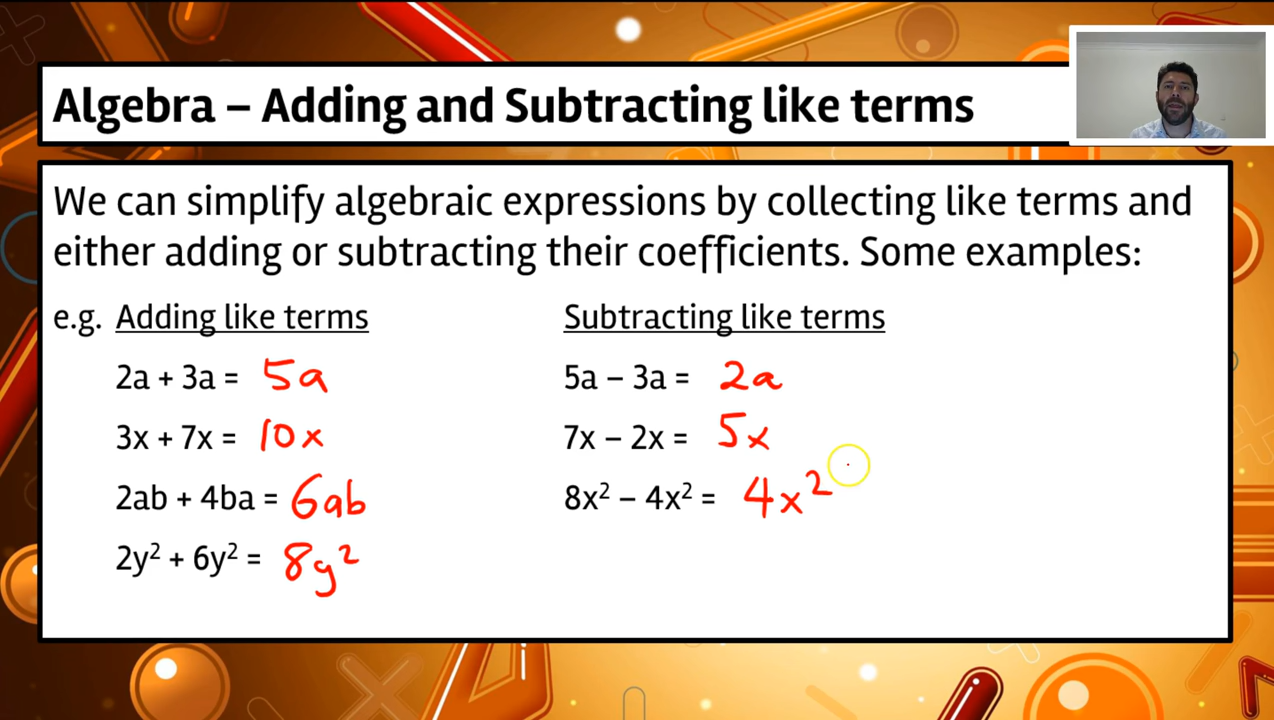 Algebra – Adding and Subtracting like terms
We can simplify algebraic expressions by collecting like terms and
either adding or subtracting their coefficients. Some examples:
e.g. Adding like terms
2a + 3a = 5a
3x + 7x = 10x
2ab + 4ba = 6ab
2y² + 6y² = 8y²
Subtracting like terms
5a – 3a = 2a
7x – 2x = 5x
8x² – 4x² = 4x²